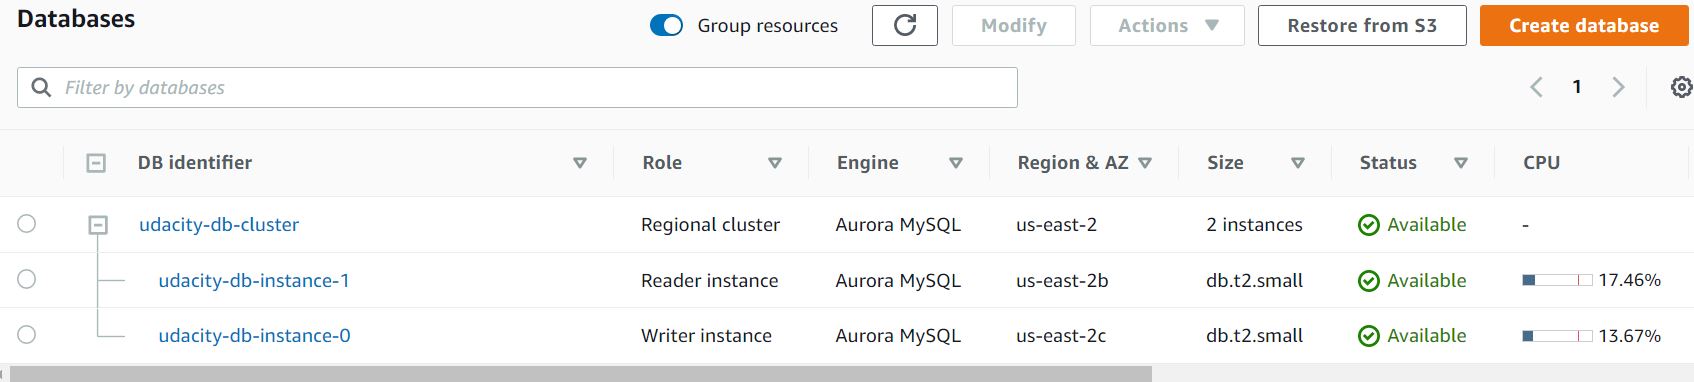 Databases Group resources Modify Actions Restore from S3 Create database
Filter by databases 1
DB identifier Role Engine Region & AZ Size Status CPU
udacity-db-cluster Regional cluster Aurora MySQL us-east-2 2 instances Available -
udacity-db-instance-1 Reader instance Aurora MySQL us-east-2b db.t2.small Available 17.46%
udacity-db-instance-0 Writer instance Aurora MySQL us-east-2c db.t2.small Available 13.67%